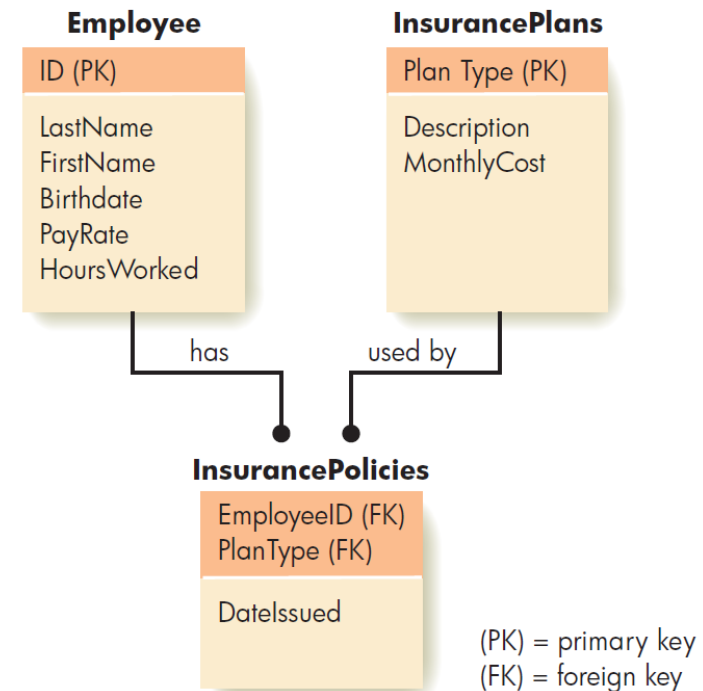 Employee
ID (PK)
LastName
FirstName
Birthdate
PayRate
HoursWorked
InsurancePlans
Plan Type (PK)
Description
MonthlyCost
has
used by
InsurancePolicies
EmployeeID (FK)
PlanType (FK)
DateIssued
(PK) = primary key
(FK) = foreign key